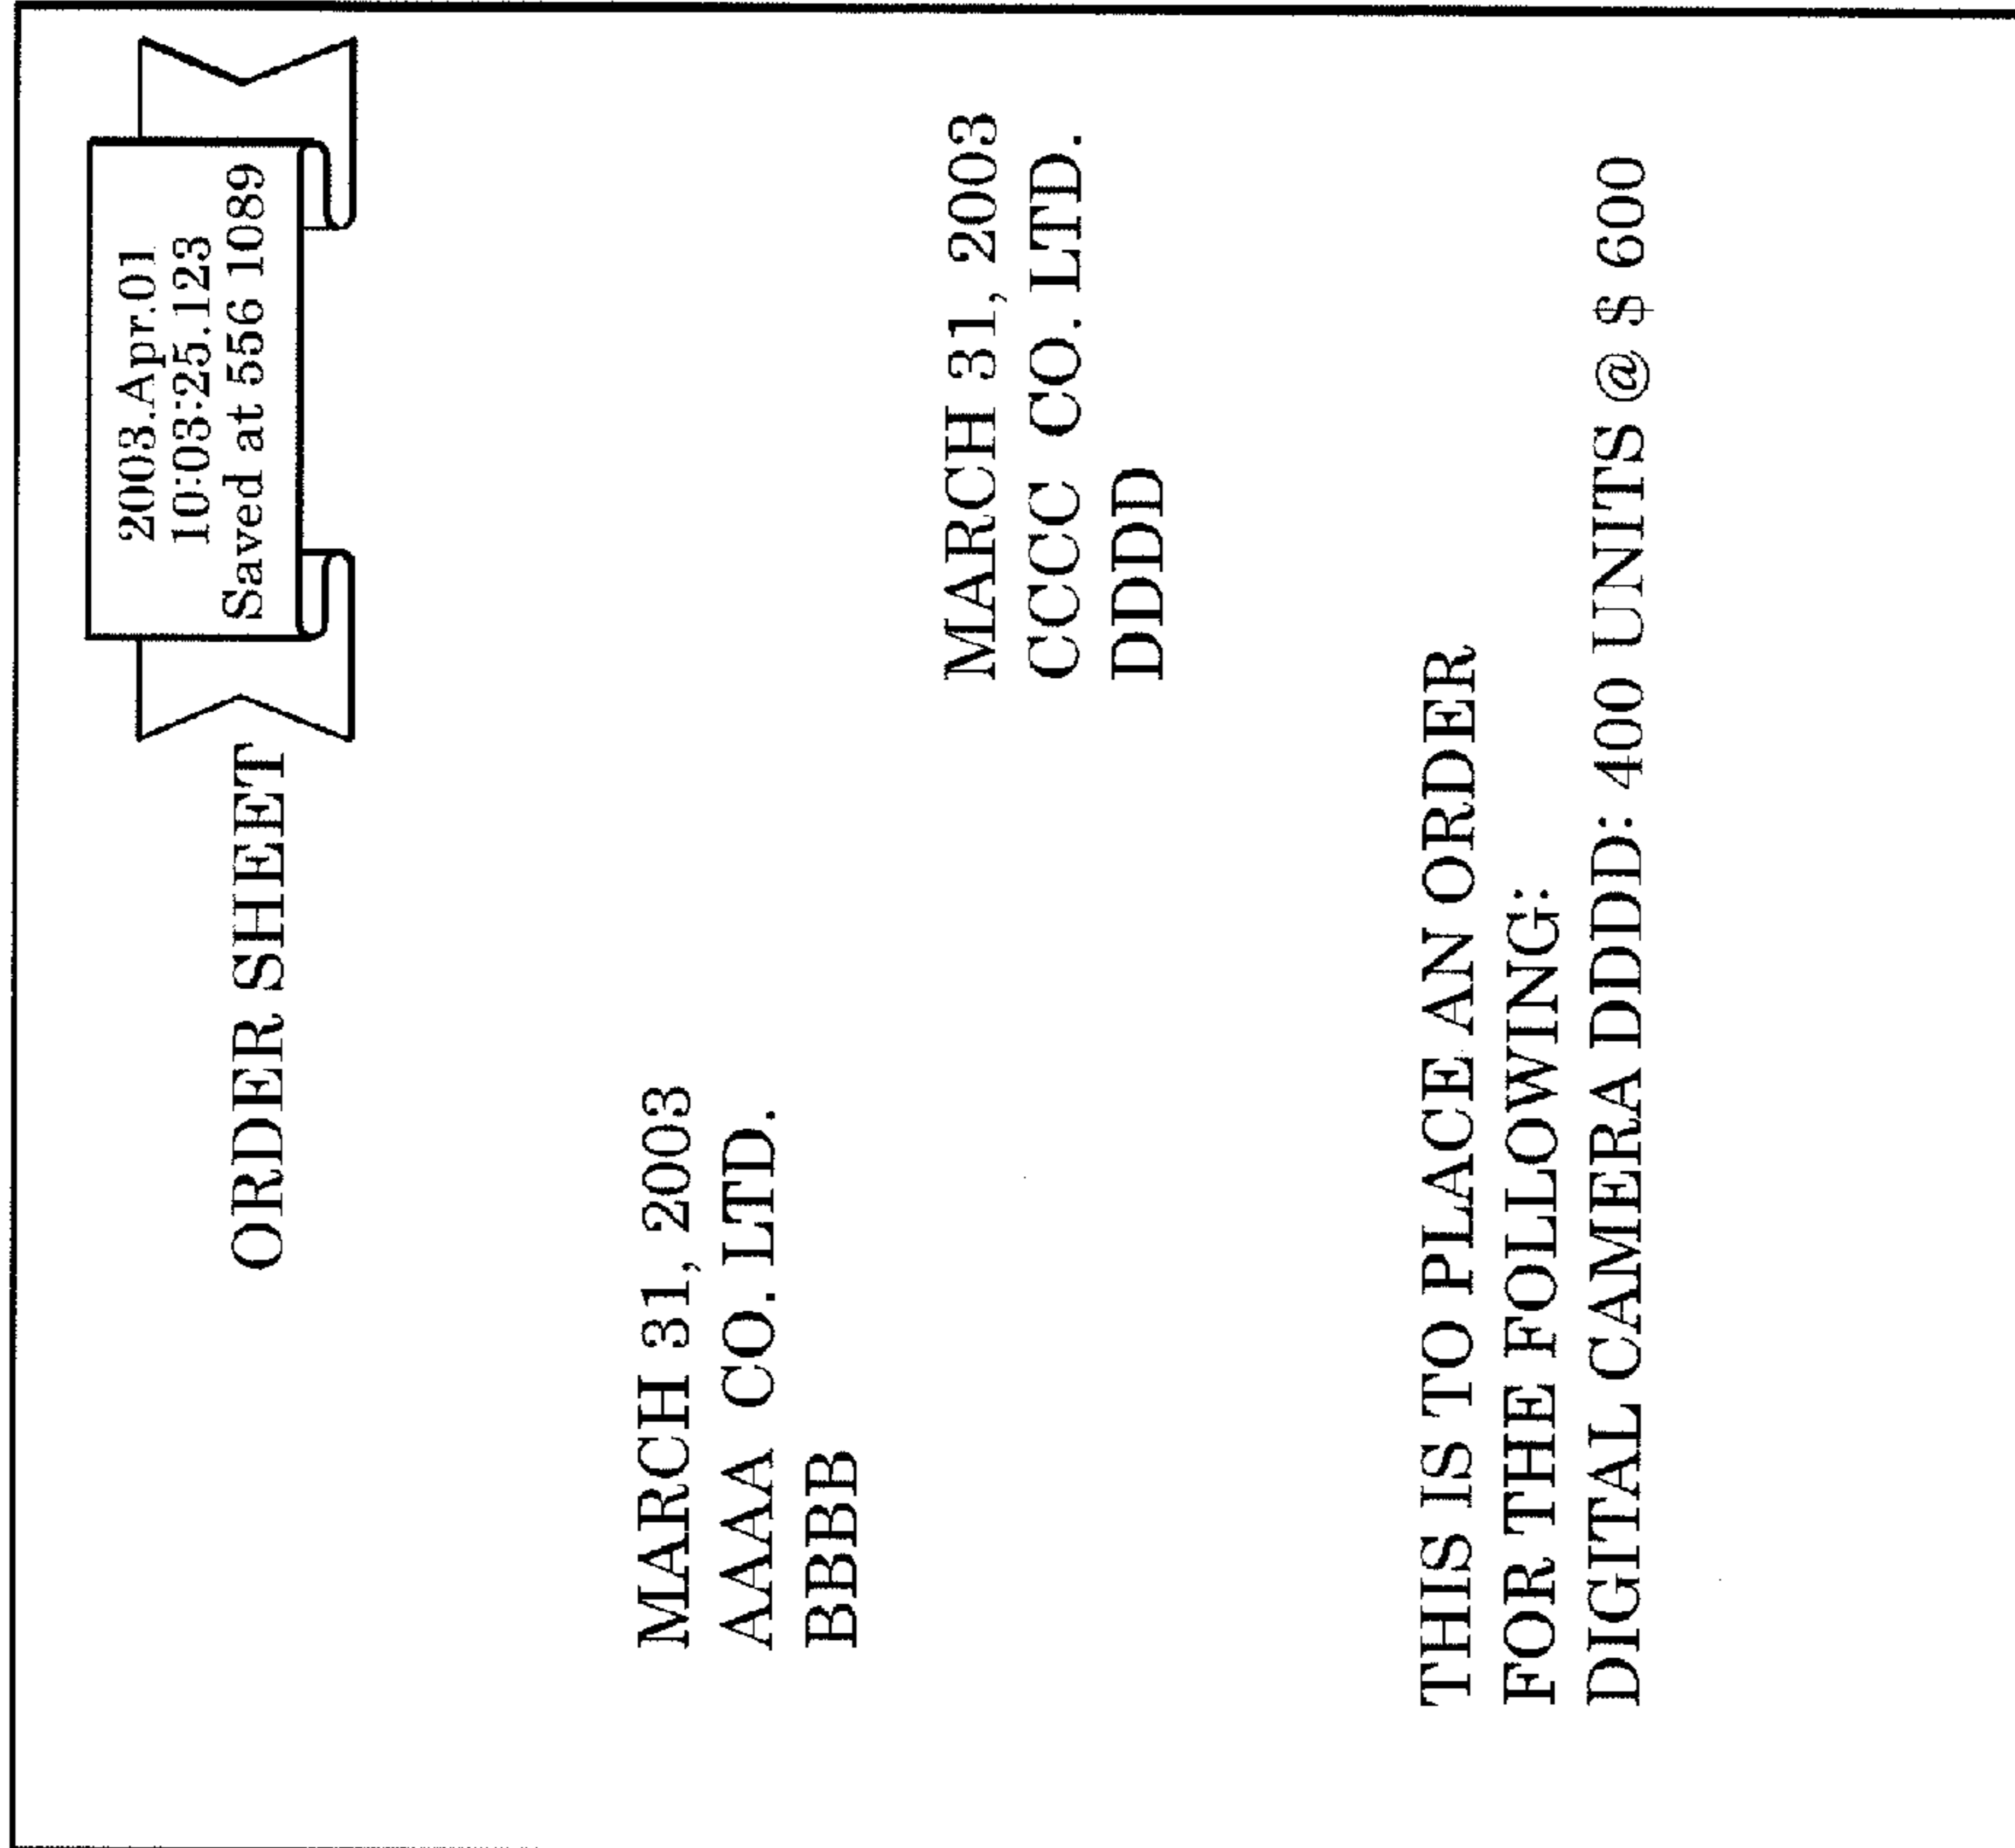 2003.Apr.01
10:03:25.123
Saved at 556 1089
ORDER SHEET
MARCH 31, 2003
AAAA CO. LTD.
BBBB
MARCH 31, 2003
CCCC CO. LTD.
DDDD
THIS IS TO PLACE AN ORDER
FOR THE FOLLOWING:
DIGITAL CAMERA DDDD: 400 UNITS @ $ 600